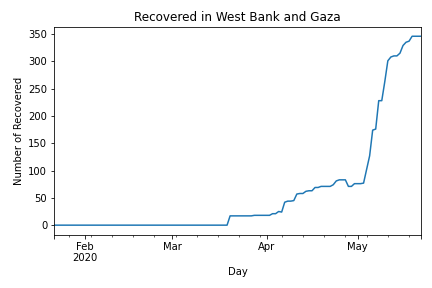 Recovered in West Bank and Gaza
Number of Recovered
350
300
250
200
150
100
50
0
Feb
2020
Mar
Apr
May
Day